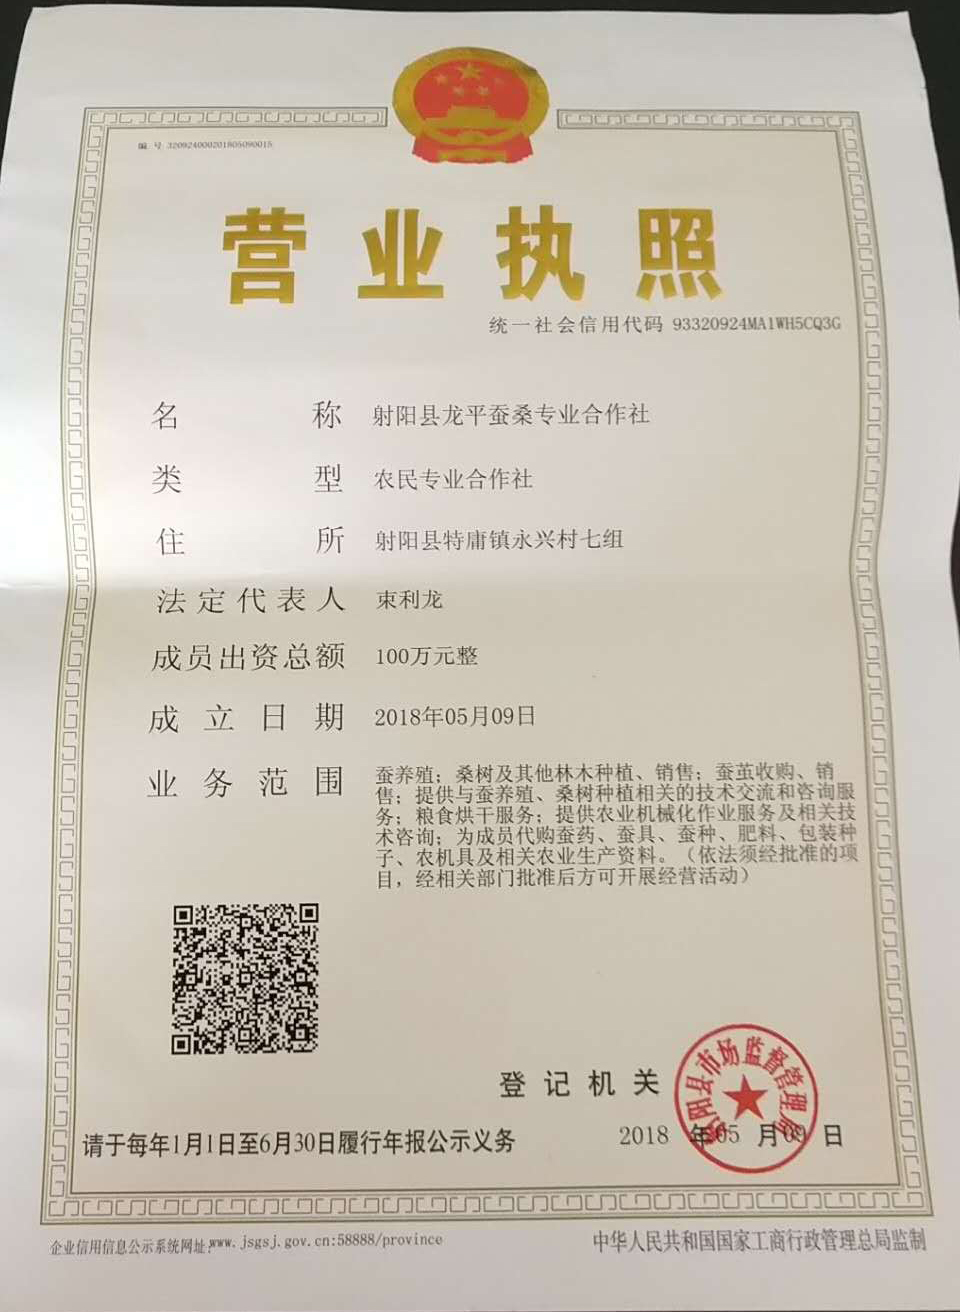 编 号 320924000201805090015
营业执照
统一社会信用代码 93320924MA1WH5CQ3G
名 称 射阳县龙平蚕桑专业合作社
类 型 农民专业合作社
住 所 射阳县特庸镇永兴村七组
法定代表人 束利龙
成员出资总额 100万元整
成立日期 2018年05月09日
业务范围 蚕养殖；桑树及其他林木种植、销售；蚕茧收购、销
售；提供与蚕养殖、桑树种植相关的技术交流和咨询服
务；粮食烘干服务；提供农业机械化作业服务及相关技
术咨询；为成员代购蚕药、蚕具、蚕种、肥料、包装种
子、农机具及相关农业生产资料。（依法须经批准的项
目，经相关部门批准后方可开展经营活动）
登记机关
射阳县市场监督管理局
请于每年1月1日至6月30日履行年报公示义务
2018 年05 月09 日
企业信用信息公示系统网址:www.jsgsj.gov.cn:58888/province
中华人民共和国国家工商行政管理总局监制